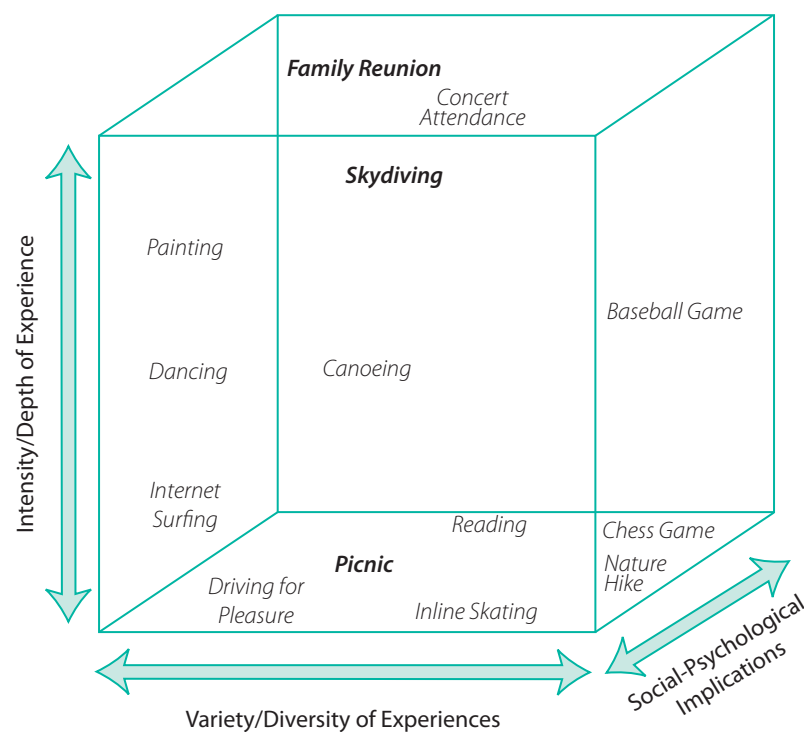 Family Reunion
Concert
Attendance
Skydiving
Painting
Baseball Game
Dancing
Canoeing
Internet
Surfing
Reading
Chess Game
Picnic
Nature
Hike
Driving for
Pleasure
Inline Skating
Intensity/Depth of Experience
Variety/Diversity of Experiences
Social-Psychological
Implications